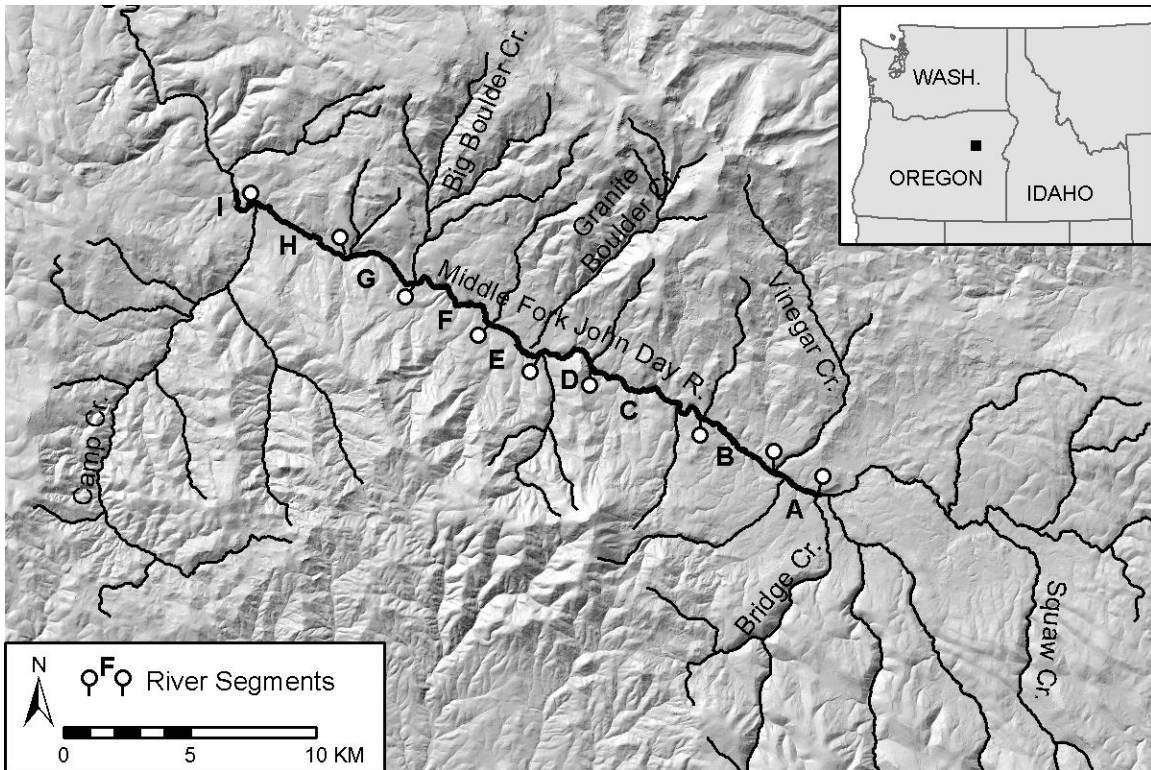 WASH.
OREGON
IDAHO
Big Boulder Cr.
Granite
Boulder Cr.
Vinegar Cr.
Middle Fork John Day R.
I
H
G
F
E
D
C
B
A
Camp Cr.
Bridge Cr.
Squaw Cr.
N
F River Segments
0 5 10 KM